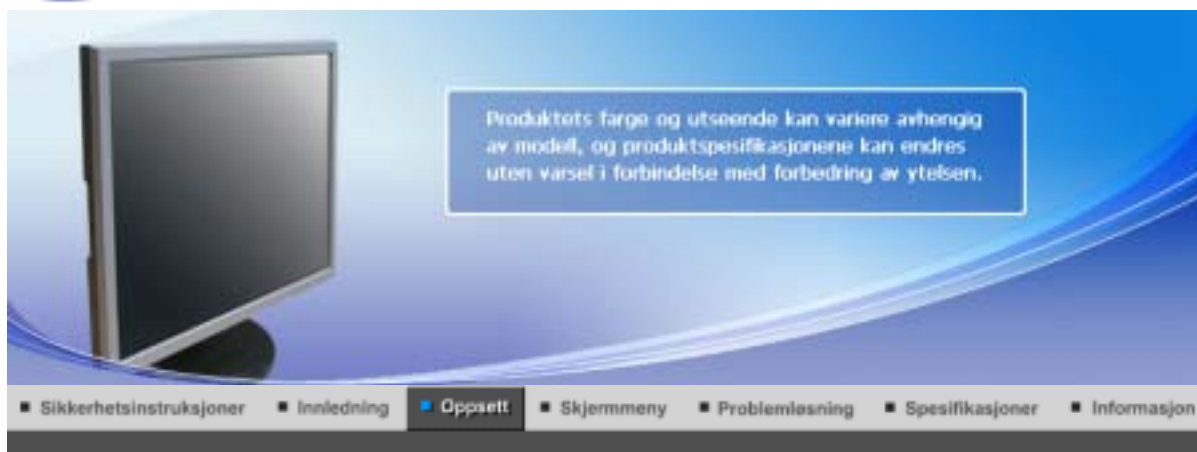 Produktets farge og utseende kan variere avhengig
av modell, og produktspesifikasjonene kan endres
uten varsel i forbindelse med forbedring av ytelsen.
Sikkerhetsinstruksjoner Innledning Oppsett Skjermmeny Problemløsning Spesifikasjoner Informasjon